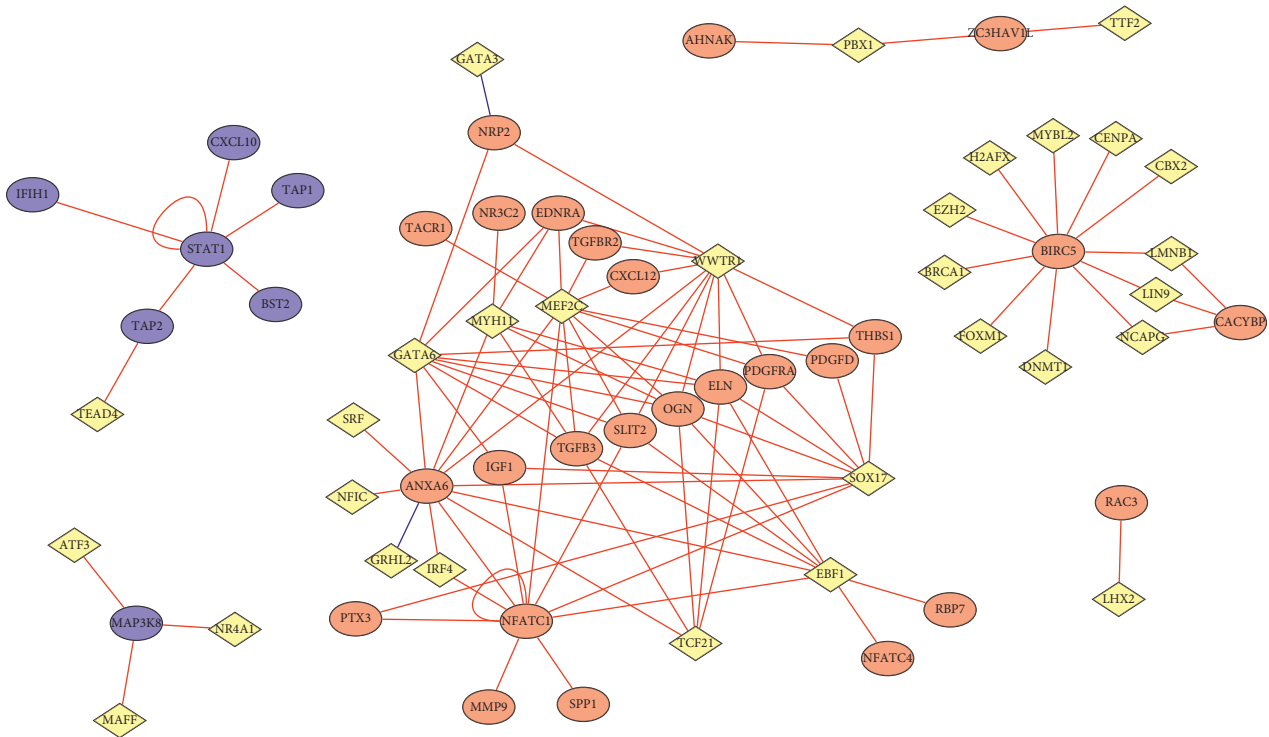 TTF2
ZC3HAV1L
AHNAK
PBX1
GATA3
NRP2
CXCL10
TAP1
IFIH1
STAT1
BST2
TAP2
TEAD4
MYBL2
CENPA
H2AFX
CBX2
EZH2
BIRC5
LMNB1
BRCA1
LIN9
CACYBP
FOXM1
NCAPG
DNMT1
TACR1
NR3C2
EDNRA
TGFBR2
CXCL12
WWTR1
MEF2C
MYH11
GATA6
THBS1
PDGFD
PDGFRA
ELN
OGN
SLIT2
TGFB3
SRF
IGF1
ANXA6
NFIC
SOX17
GRHL2
IRF4
EBF1
PTX3
NFATC1
TCF21
RBP7
NFATC4
MMP9
SPP1
RAC3
LHX2
ATF3
MAP3K8
NR4A1
MAFF